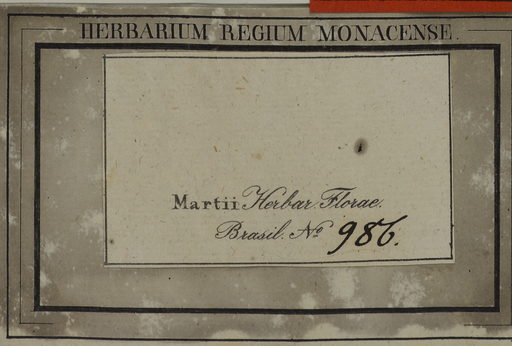 HERBARIUM REGIUM MONACENSE.
Martii Herbar. Florae.
Brasil. No 986.